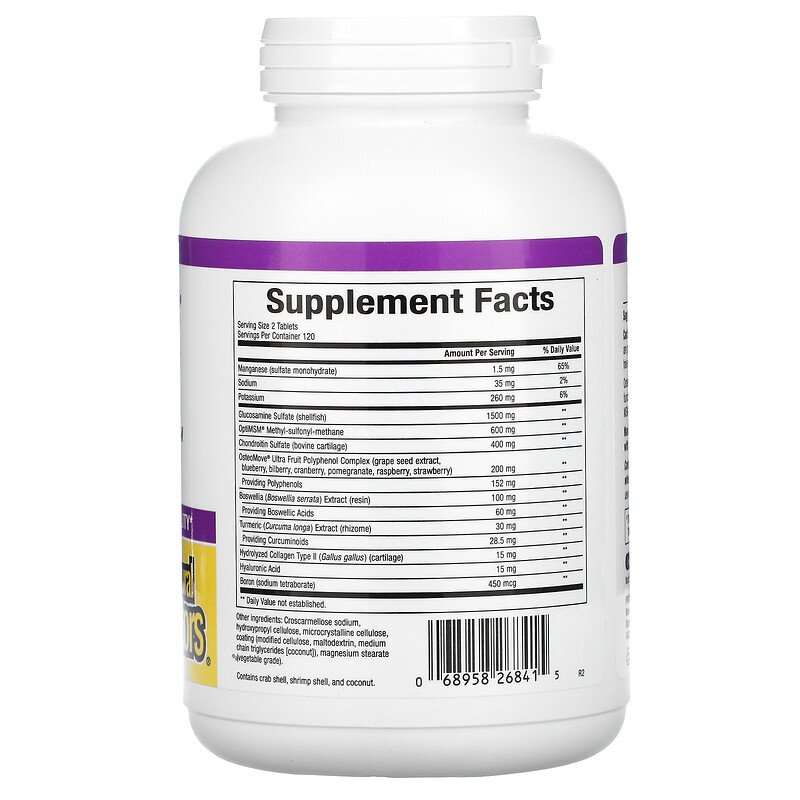 Supplement Facts
Serving Size 2 Tablets
Servings Per Container 120
Amount Per Serving % Daily Value
Manganese (sulfate monohydrate) 1.5 mg 65%
Sodium 35 mg 2%
Potassium 260 mg 6%
Glucosamine Sulfate (shellfish) 1500 mg **
OptiMSM® Methyl-sulfonyl-methane 600 mg **
Chondroitin Sulfate (bovine cartilage) 400 mg **
OsteoMove® Ultra Fruit Polyphenol Complex (grape seed extract,
blueberry, bilberry, cranberry, pomegranate, raspberry, strawberry) 200 mg **
Providing Polyphenols 152 mg **
Boswellia (Boswellia serrata) Extract (resin) 100 mg **
Providing Boswellic Acids 60 mg **
Turmeric (Curcuma longa) Extract (rhizome) 30 mg **
Providing Curcuminoids 28.5 mg **
Hydrolyzed Collagen Type II (Gallus gallus) (cartilage) 15 mg **
Hyaluronic Acid 15 mg **
Boron (sodium tetraborate) 450 mcg **
** Daily Value not established.
Other ingredients: Croscarmellose sodium,
hydroxypropyl cellulose, microcrystalline cellulose,
coating (modified cellulose, maltodextrin, medium
chain triglycerides [coconut]), magnesium stearate
(vegetable grade).
Contains crab shell, shrimp shell, and coconut.
0 68958 26841 5 R2